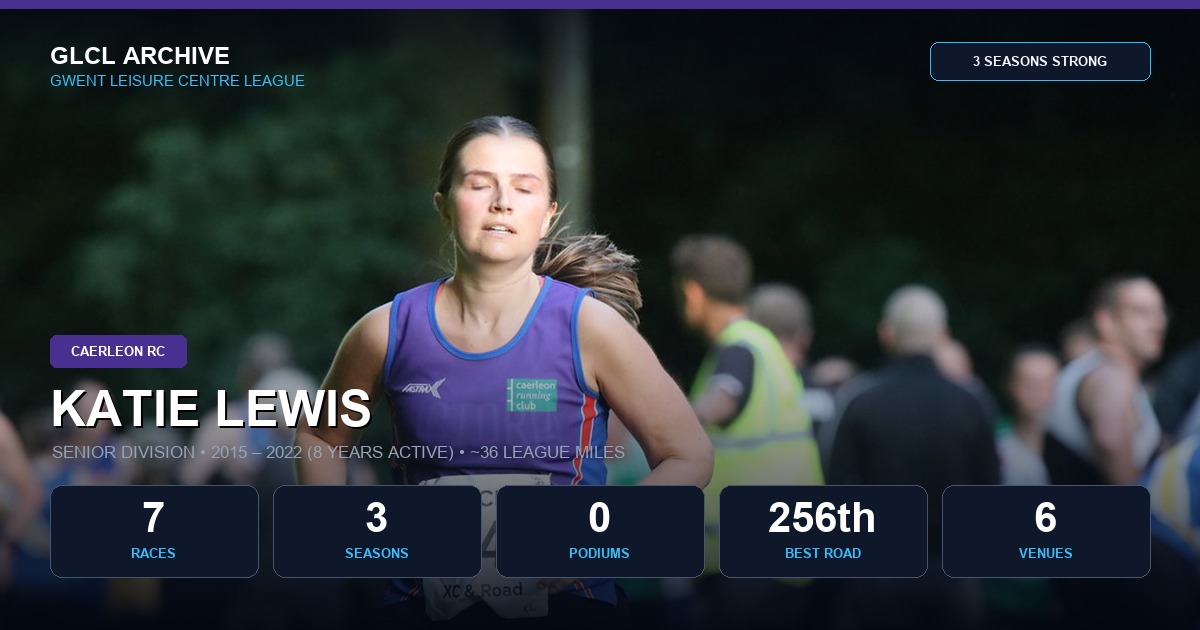 GLCL ARCHIVE
GWENT LEISURE CENTRE LEAGUE
3 SEASONS STRONG
CAERLEON RC
FASTRAX
caerleon
running
club
KATIE LEWIS
SENIOR DIVISION • 2015 – 2022 (8 YEARS ACTIVE) • ~36 LEAGUE MILES
7
RACES
3
SEASONS
0
PODIUMS
256th
BEST ROAD
6
VENUES
XC & Road